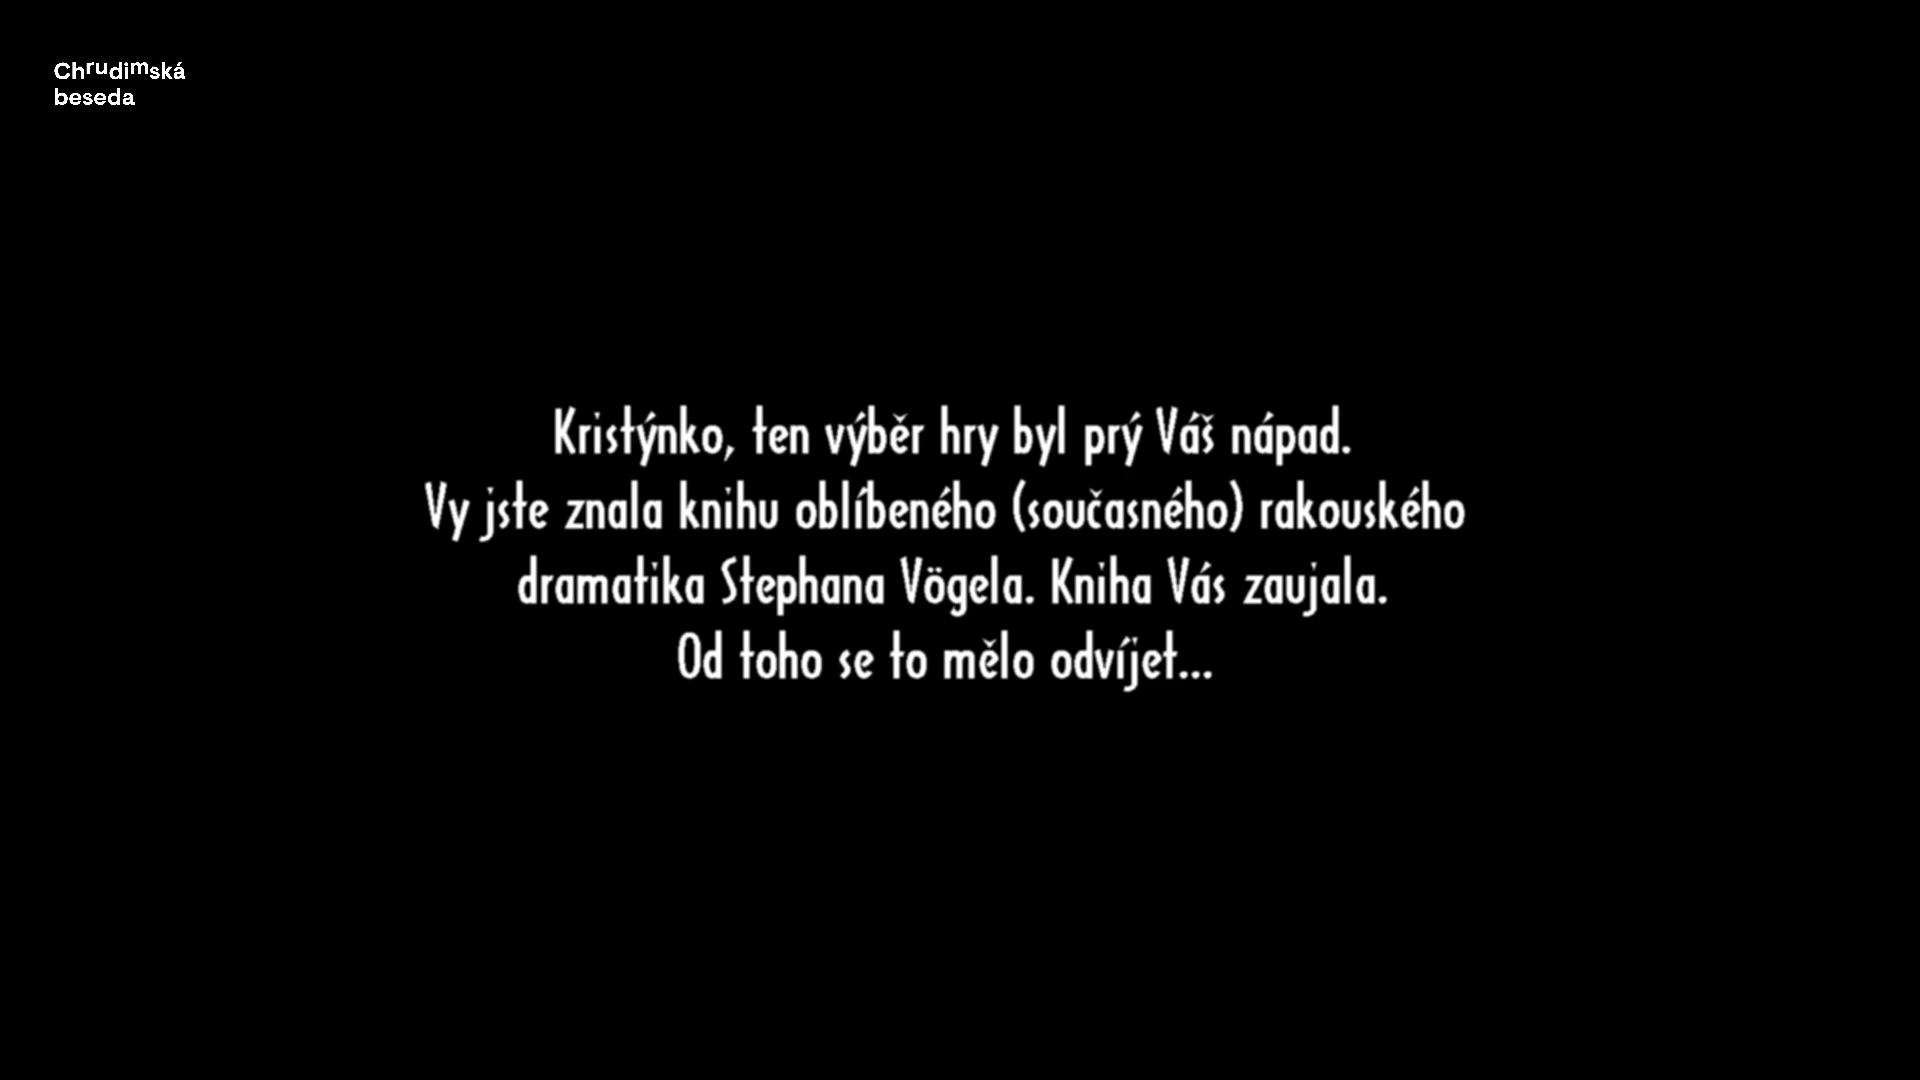 Chrudimská
beseda
Kristýnko, ten výběr hry byl prý Váš nápad.
Vy jste znala knihu oblíbeného (současného) rakouského
dramatika Stephana Vögela. Kniha Vás zaujala.
Od toho se to mělo odvíjet...